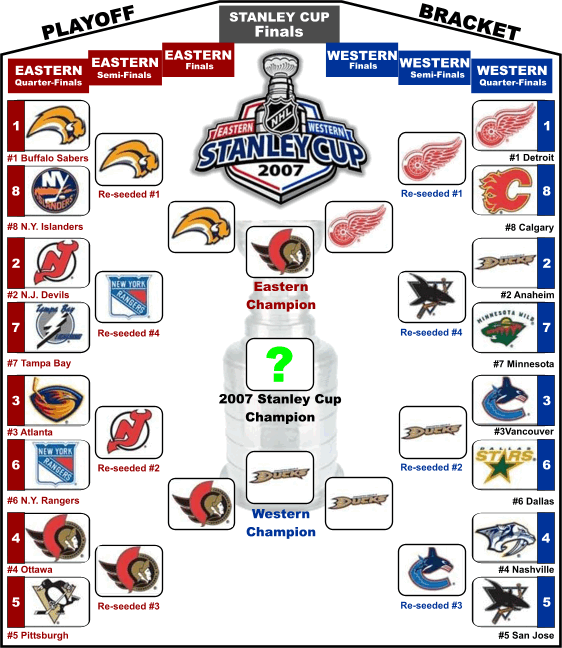 PLAYOFF
STANLEY CUP
Finals
BRACKET
EASTERN
Quarter-Finals
EASTERN
Semi-Finals
EASTERN
Finals
WESTERN
Finals
WESTERN
Semi-Finals
WESTERN
Quarter-Finals
NHL
EASTERN
WESTERN
STANLEY CUP
2007
1
#1 Buffalo Sabers
8
NY
ISLANDERS
#8 N.Y. Islanders
Re-seeded #1
2
#2 N.J. Devils
7
Tampa Bay
LIGHTNING
#7 Tampa Bay
NEW YORK
RANGERS
Re-seeded #4
3
#3 Atlanta
6
NEW YORK
RANGERS
#6 N.Y. Rangers
Re-seeded #2
4
#4 Ottawa
5
#5 Pittsburgh
Re-seeded #3
Eastern
Champion
?
2007 Stanley Cup
Champion
DUCKS
Western
Champion
DUCKS
Re-seeded #1
Re-seeded #4
DUCKS
Re-seeded #2
Re-seeded #3
1
#1 Detroit
8
#8 Calgary
DUCKS
2
#2 Anaheim
MINNESOTA WILD
7
#7 Minnesota
3
#3Vancouver
DALLAS
STARS
6
#6 Dallas
4
#4 Nashville
5
#5 San Jose